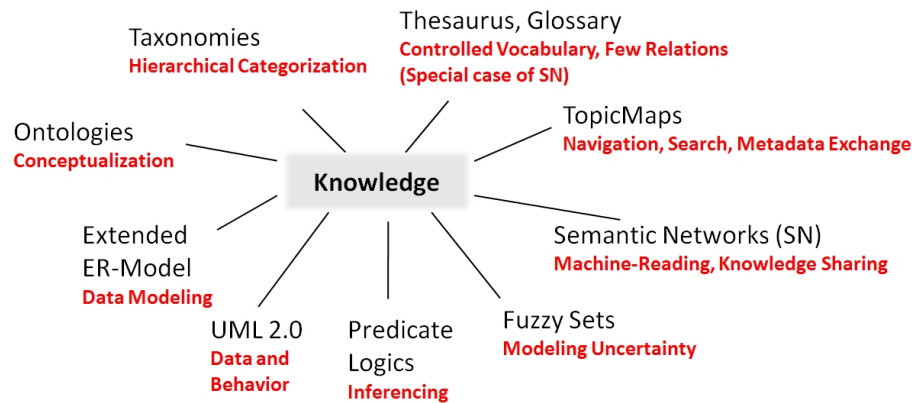 Taxonomies
Hierarchical Categorization
Thesaurus, Glossary
Controlled Vocabulary, Few Relations
(Special case of SN)
Ontologies
Conceptualization
TopicMaps
Navigation, Search, Metadata Exchange
Knowledge
Extended
ER-Model
Data Modeling
Semantic Networks (SN)
Machine-Reading, Knowledge Sharing
UML 2.0
Data and
Behavior
Predicate
Logics
Inferencing
Fuzzy Sets
Modeling Uncertainty